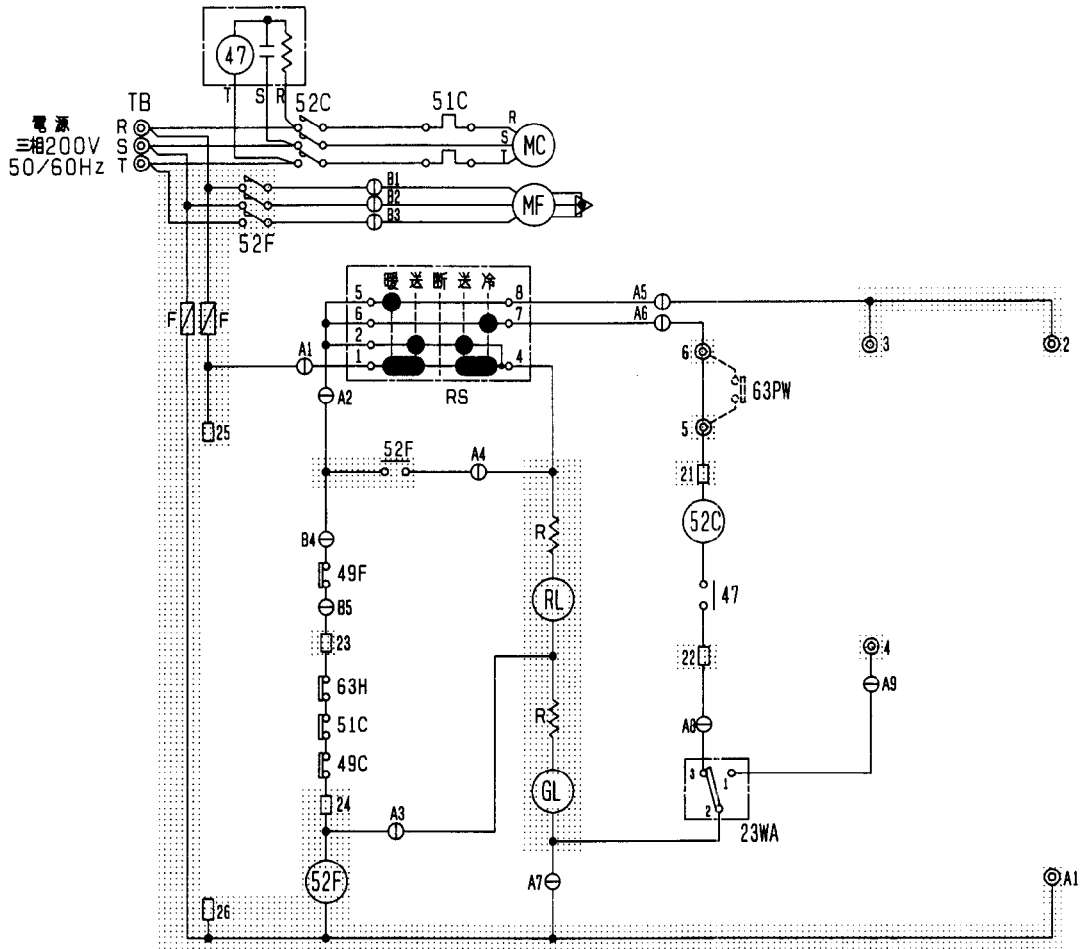 47
T S R
TB
52C
51C
電源
三相200V
50/60Hz
R
S
T
R
S
T
MC
B1
B2
B3
MF
52F
暖 送 断 送 冷
5
8
A5
6
7
A6
2
1
4
A1
RS
F
F
A2
6
63PW
5
3
2
25
52F
A4
21
52C
R
B4
49F
RL
47
B5
23
22
4
63H
A9
51C
R
A8
49C
3
1
2
GL
24
A3
23WA
52F
A7
A1
26